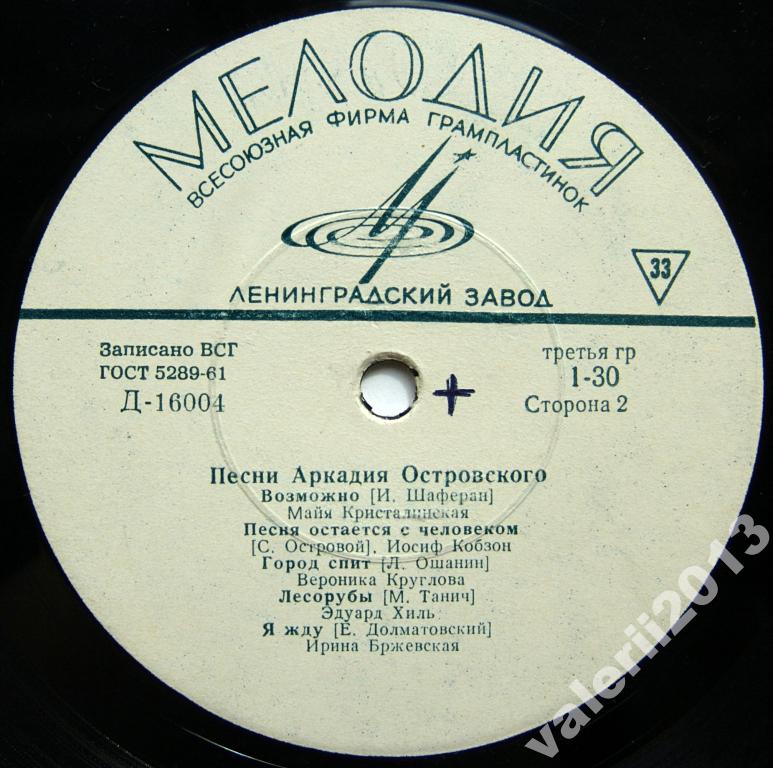 МЕЛОДИЯ
ВСЕСОЮЗНАЯ ФИРМА ГРАМПЛАСТИНОК
33
ЛЕНИНГРАДСКИЙ ЗАВОД
Записано ВСГ
ГОСТ 5289-61
Д-16004
третья гр
1-30
Сторона 2
Песни Аркадия Островского
Возможно [И. Шаферан]
Майя Кристалинская
Песня остается с человеком
[С. Островой], Иосиф Кобзон
Город спит [Л. Ошанин]
Вероника Круглова
Лесорубы [М. Танич]
Эдуард Хиль
Я жду [Е. Долматовский]
Ирина Бржевская
valerii2013